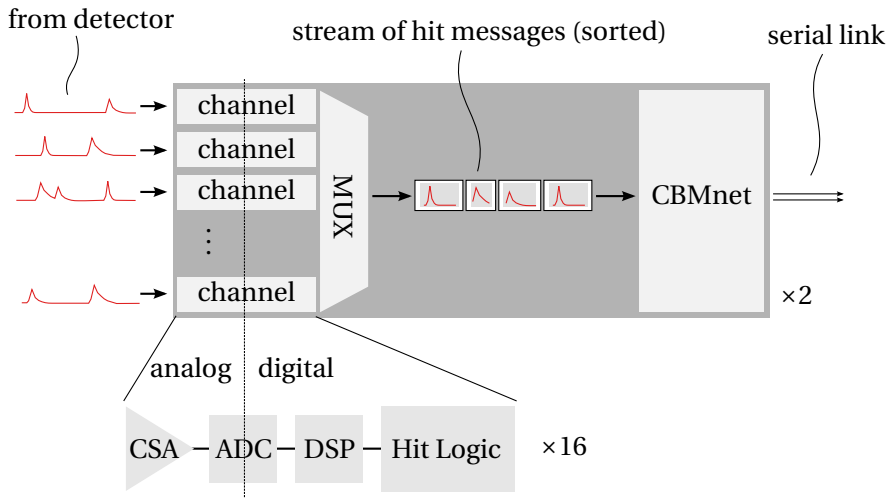 from detector
stream of hit messages (sorted)
serial link
channel
channel
channel
⋮
channel
MUX
CBMnet
×2
analog
digital
CSA
ADC
DSP
Hit Logic
×16